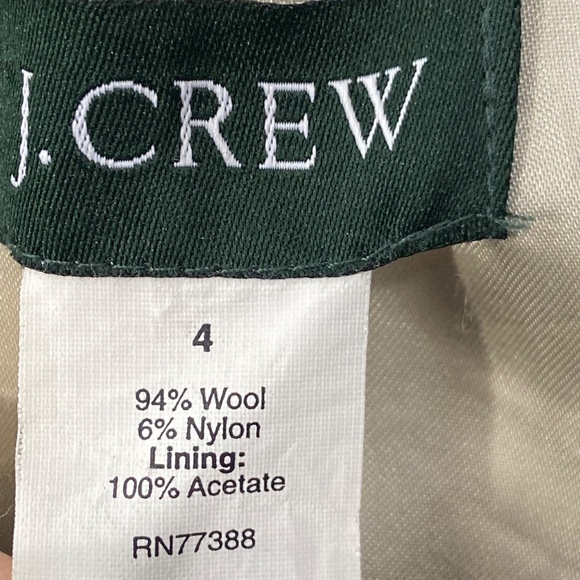 J.CREW
4
94% Wool
6% Nylon
Lining:
100% Acetate
RN77388